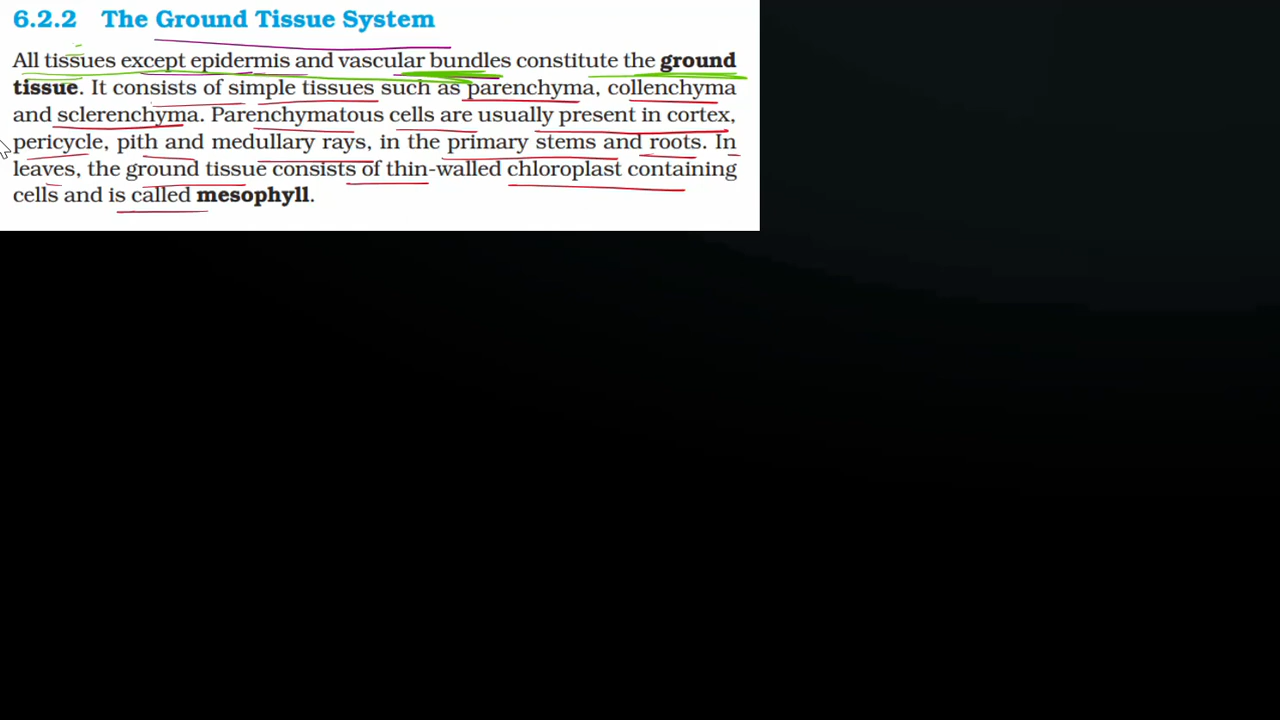 6.2.2 The Ground Tissue System
All tissues except epidermis and vascular bundles constitute the ground
tissue. It consists of simple tissues such as parenchyma, collenchyma
and sclerenchyma. Parenchymatous cells are usually present in cortex,
pericycle, pith and medullary rays, in the primary stems and roots. In
leaves, the ground tissue consists of thin-walled chloroplast containing
cells and is called mesophyll.